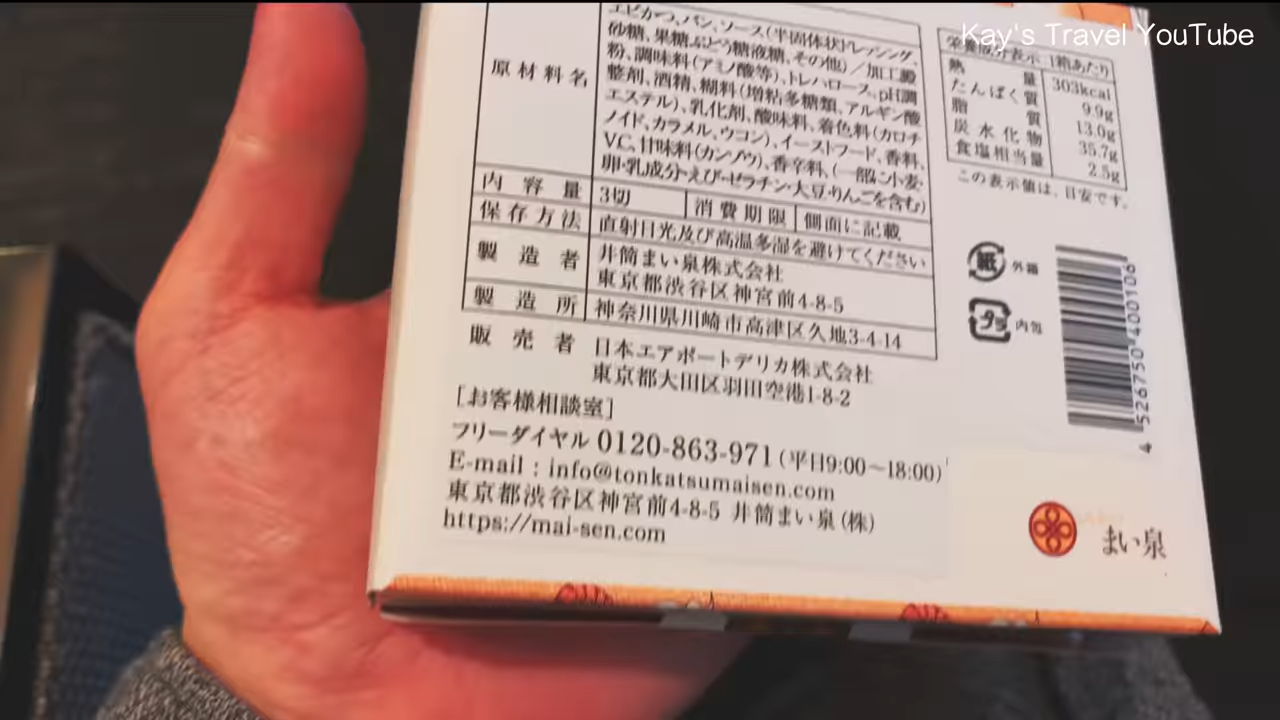 Kay's Travel YouTube
原材料名
エビかつ、パン、ソース(半固体状ドレッシング、
砂糖、果糖ぶどう糖液糖、その他)／加工澱
粉、調味料(アミノ酸等)、トレハロース、pH調
整剤、酒精、糊料(増粘多糖類、アルギン酸
エステル)、乳化剤、酸味料、着色料(カロチ
ノイド、カラメル、ウコン)、イーストフード、香料、
VC、甘味料(カンゾウ)、香辛料、(一部に小麦・
卵・乳成分・えび・ゼラチン・大豆・りんごを含む)
内容量 3切 消費期限 側面に記載
保存方法 直射日光及び高温多湿を避けてください
製造者 井筒まい泉株式会社
東京都渋谷区神宮前4-8-5
製造所 神奈川県川崎市高津区久地3-4-14
販売者 日本エアポートデリカ株式会社
東京都大田区羽田空港1-8-2
[お客様相談室]
フリーダイヤル 0120-863-971(平日9:00〜18:00)
E-mail : info@tonkatsumaisen.com
東京都渋谷区神宮前4-8-5 井筒まい泉(株)
https://mai-sen.com
栄養成分表示 1箱あたり
熱量 303kcal
たんぱく質 9.9g
脂質 13.0g
炭水化物 35.7g
食塩相当量 2.5g
この表示値は、目安です。
紙 外箱
プラ 内包
4 526750 400106
まい泉